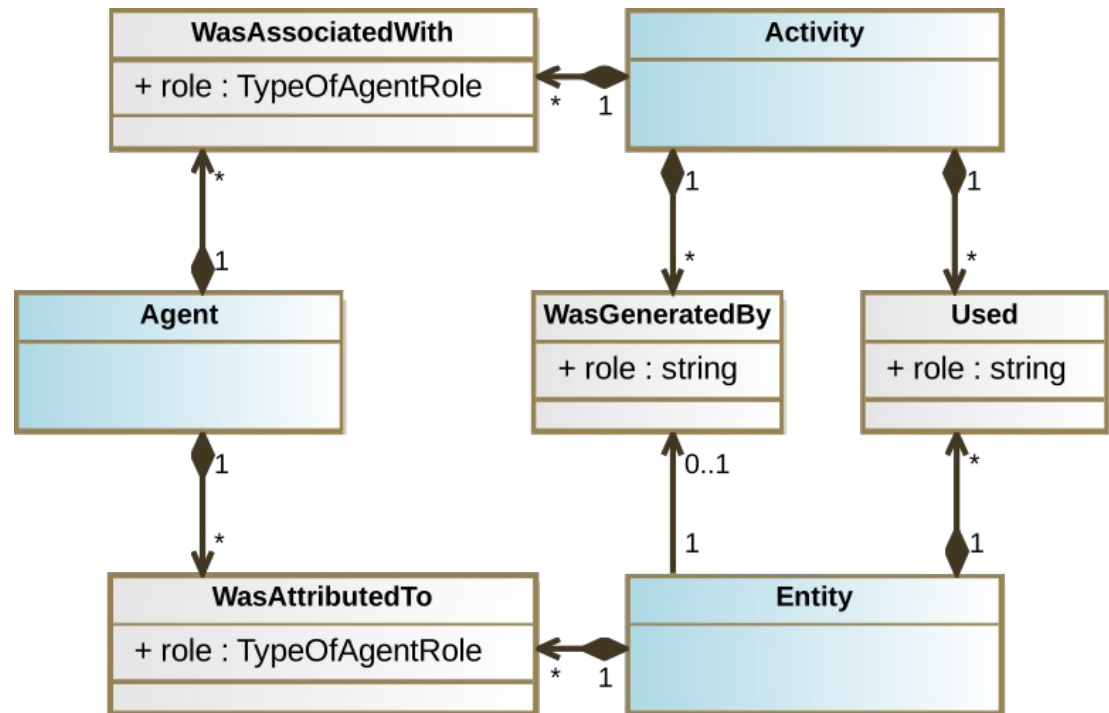 WasAssociatedWith
+ role : TypeOfAgentRole
Activity
* 1
1
*
1
*
*
1
Agent
WasGeneratedBy
+ role : string
Used
+ role : string
1
*
0..1
1
*
1
WasAttributedTo
+ role : TypeOfAgentRole
* 1
Entity